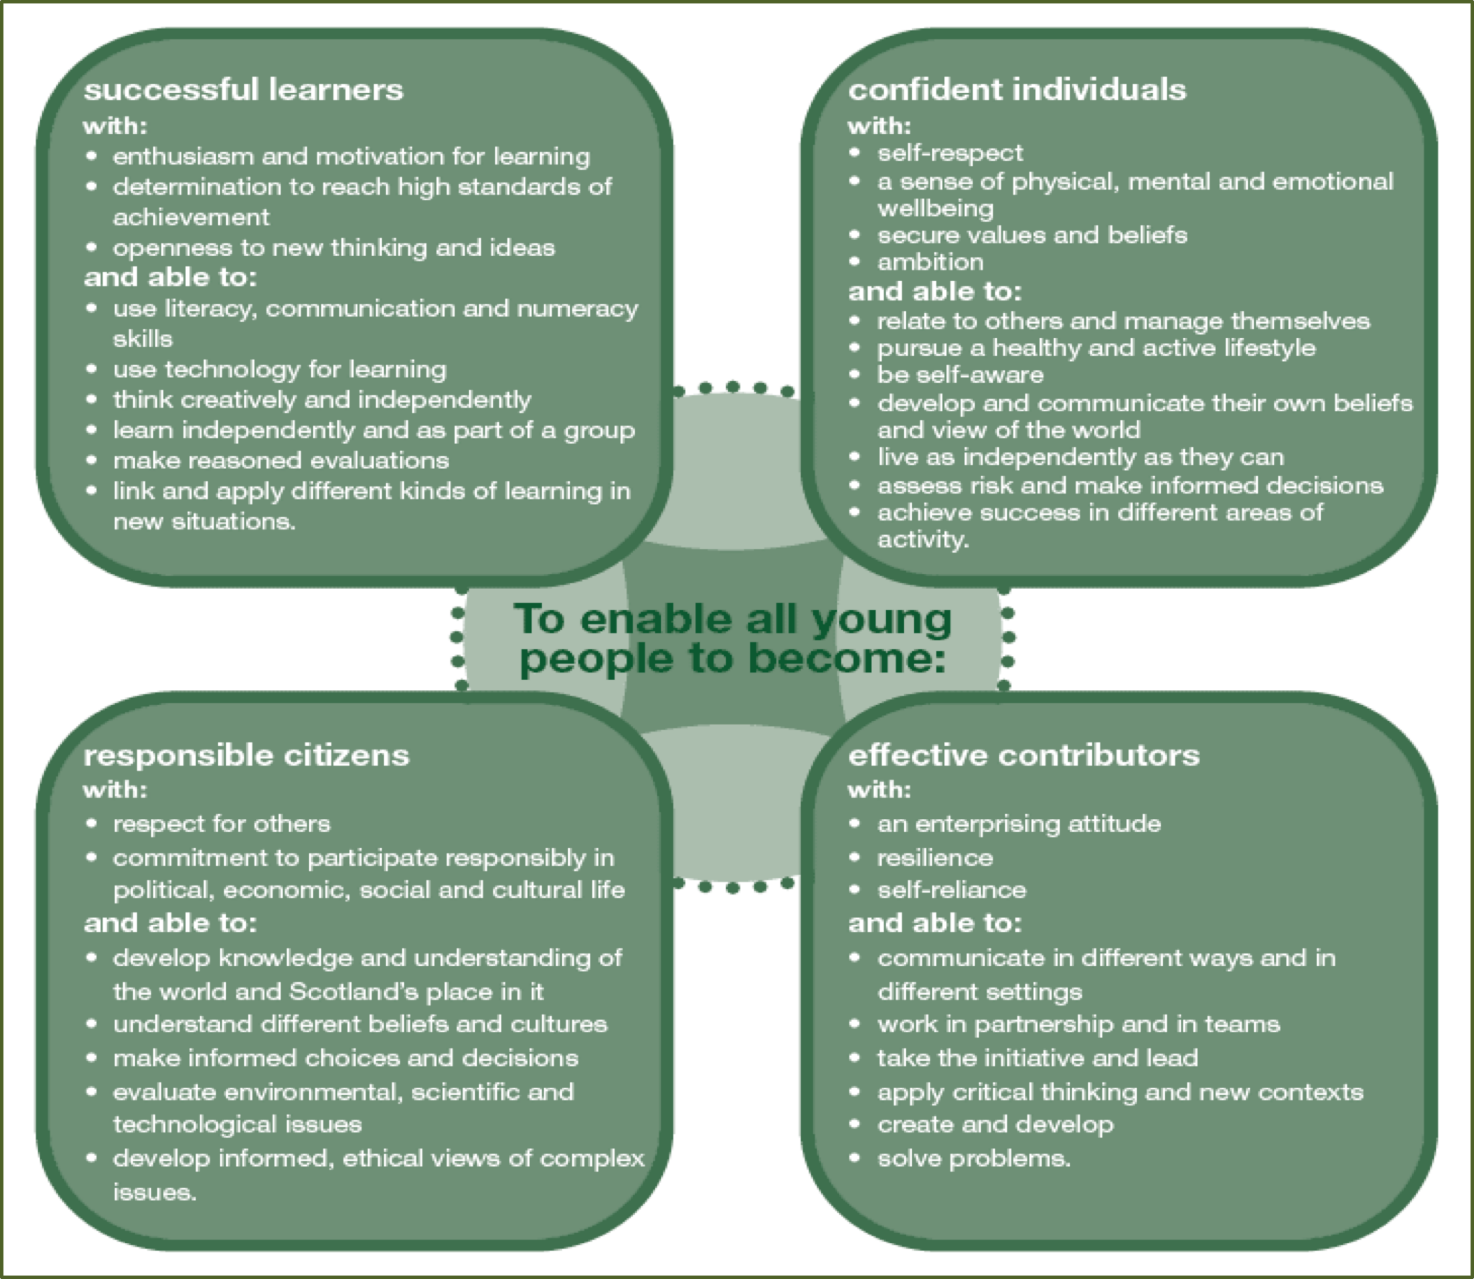 successful learners
with:
• enthusiasm and motivation for learning
• determination to reach high standards of
achievement
• openness to new thinking and ideas
and able to:
• use literacy, communication and numeracy
skills
• use technology for learning
• think creatively and independently
• learn independently and as part of a group
• make reasoned evaluations
• link and apply different kinds of learning in
new situations.
confident individuals
with:
• self-respect
• a sense of physical, mental and emotional
wellbeing
• secure values and beliefs
• ambition
and able to:
• relate to others and manage themselves
• pursue a healthy and active lifestyle
• be self-aware
• develop and communicate their own beliefs
and view of the world
• live as independently as they can
• assess risk and make informed decisions
• achieve success in different areas of
activity.
To enable all young
people to become:
responsible citizens
with:
• respect for others
• commitment to participate responsibly in
political, economic, social and cultural life
and able to:
• develop knowledge and understanding of
the world and Scotland's place in it
• understand different beliefs and cultures
• make informed choices and decisions
• evaluate environmental, scientific and
technological issues
• develop informed, ethical views of complex
issues.
effective contributors
with:
• an enterprising attitude
• resilience
• self-reliance
and able to:
• communicate in different ways and in
different settings
• work in partnership and in teams
• take the initiative and lead
• apply critical thinking and new contexts
• create and develop
• solve problems.